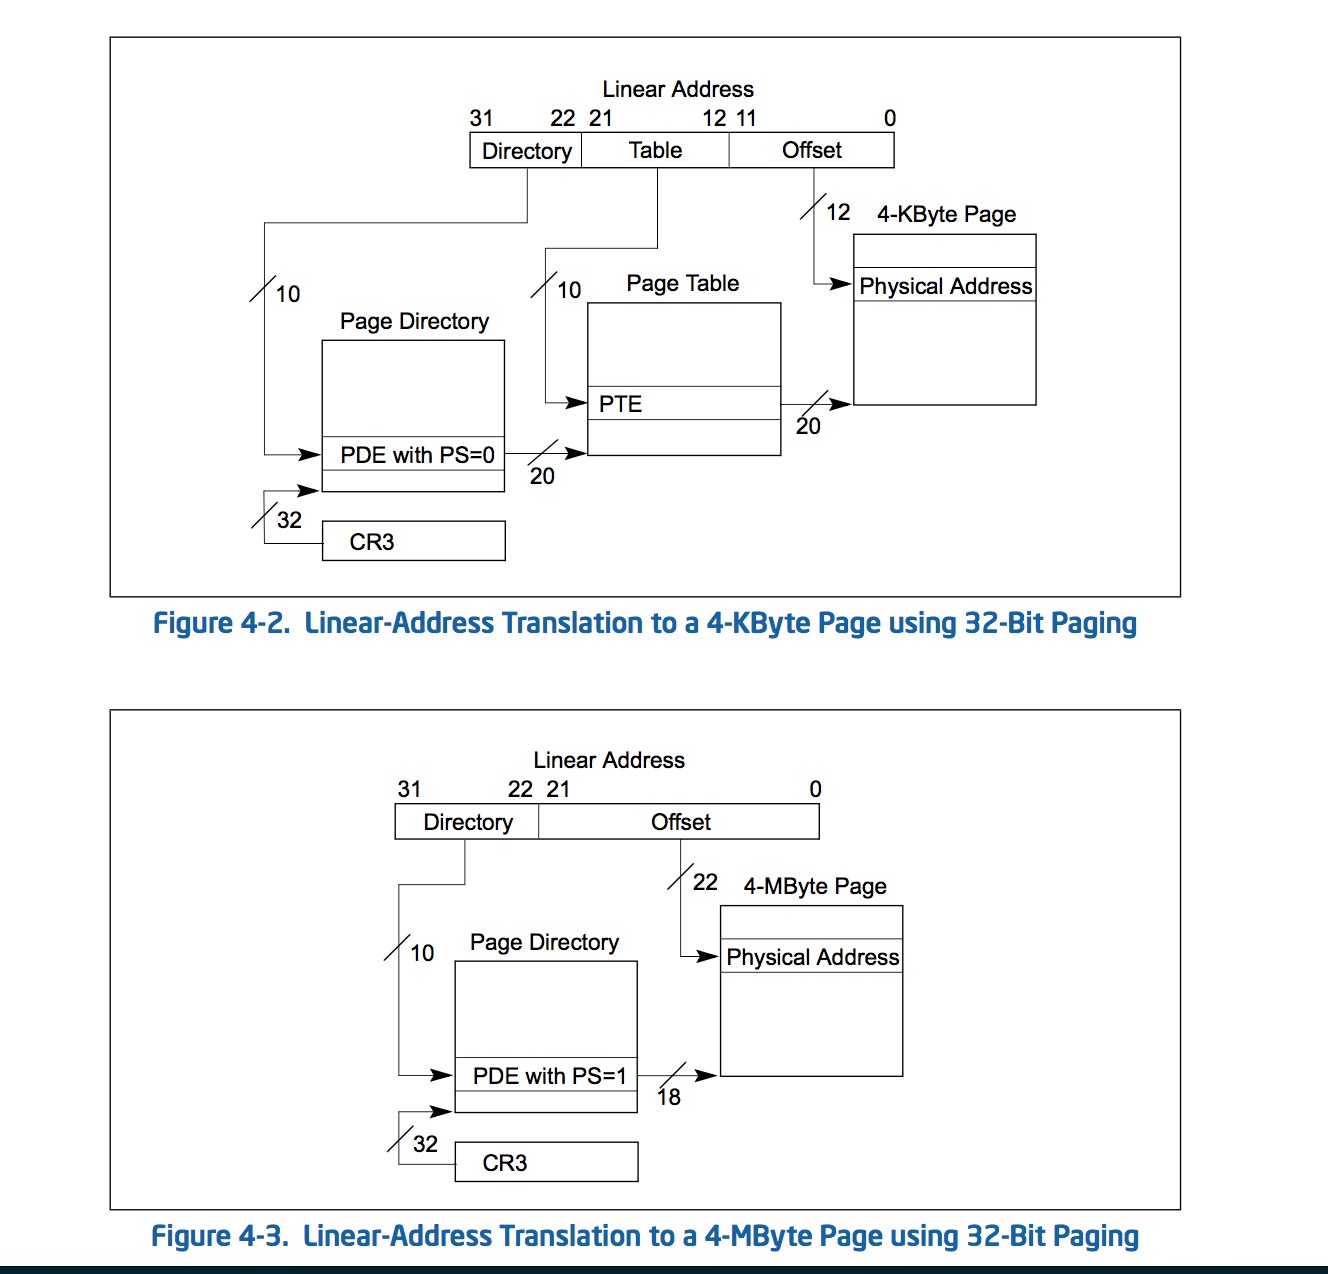 Linear Address
31 22 21 12 11 0
Directory Table Offset
12
4-KByte Page
Physical Address
10
10
Page Table
Page Directory
PTE
20
PDE with PS=0
20
32
CR3
Figure 4-2. Linear-Address Translation to a 4-KByte Page using 32-Bit Paging
Linear Address
31 22 21 0
Directory Offset
22
4-MByte Page
Physical Address
10
Page Directory
PDE with PS=1
18
32
CR3
Figure 4-3. Linear-Address Translation to a 4-MByte Page using 32-Bit Paging